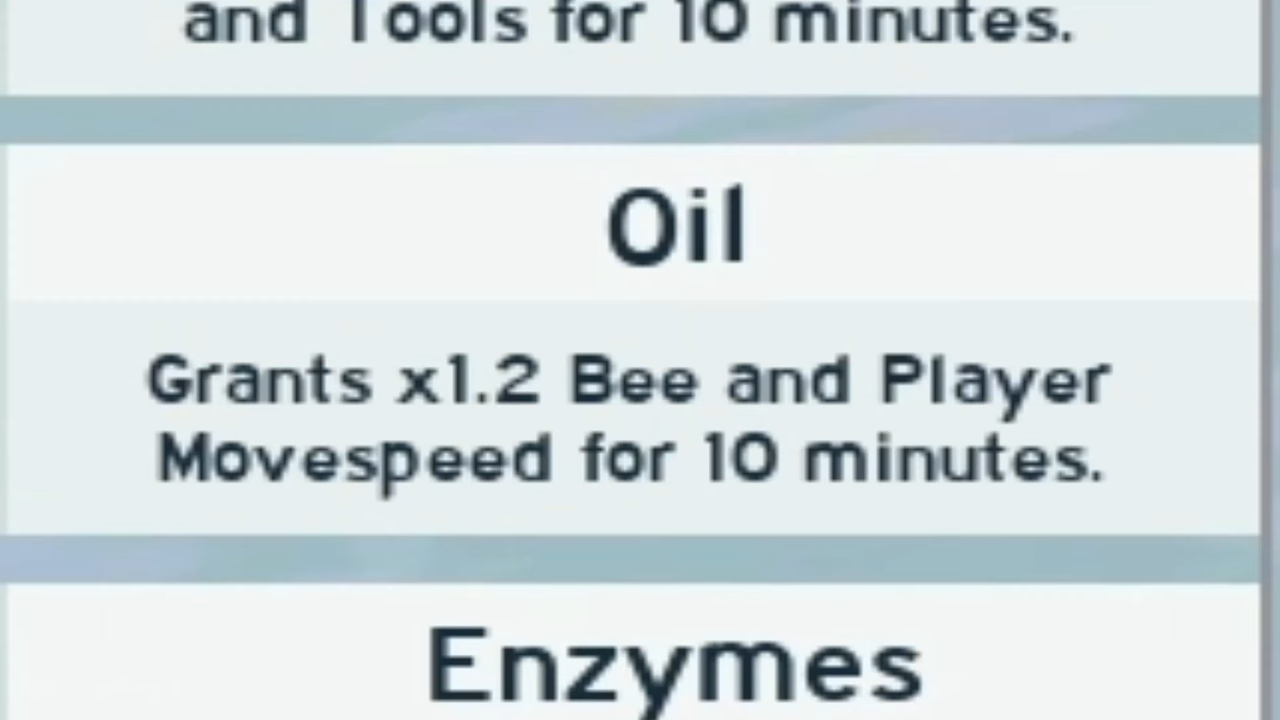 and Tools for 10 minutes.
Oil
Grants x1.2 Bee and Player
Movespeed for 10 minutes.
Enzymes